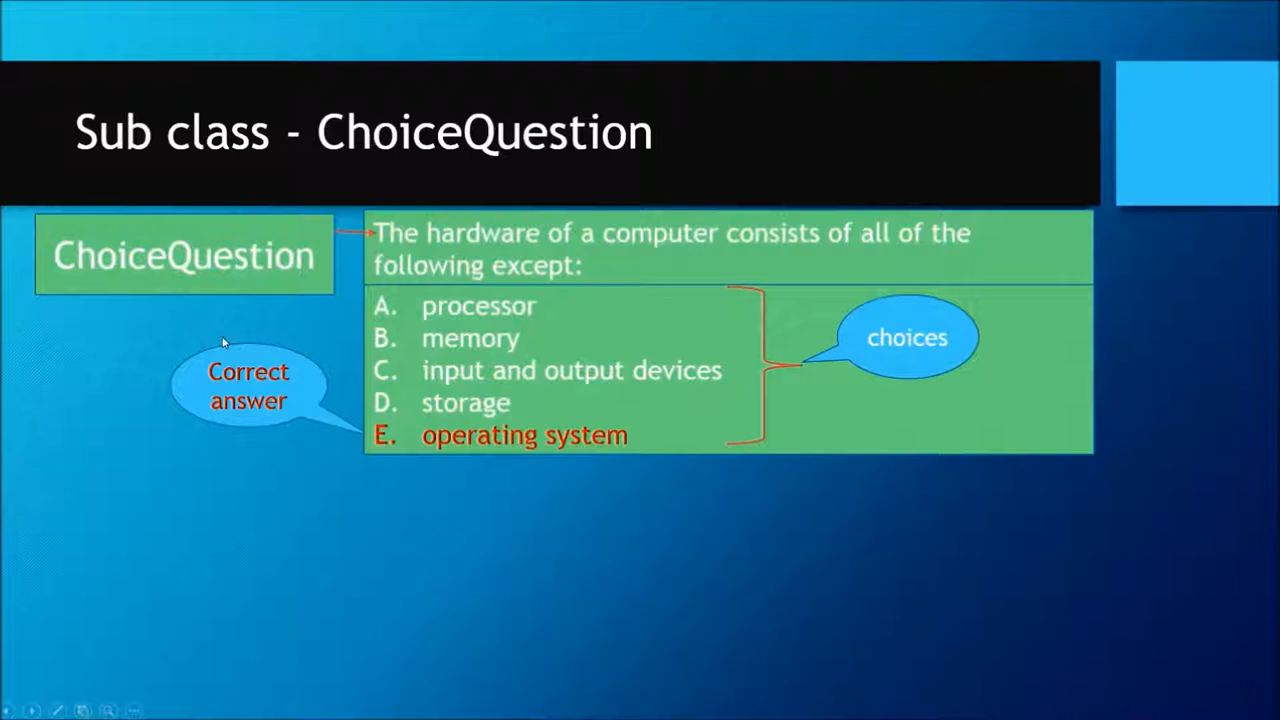 Sub class - ChoiceQuestion
ChoiceQuestion
The hardware of a computer consists of all of the
following except:
A. processor
B. memory
C. input and output devices
D. storage
E. operating system
choices
Correct
answer